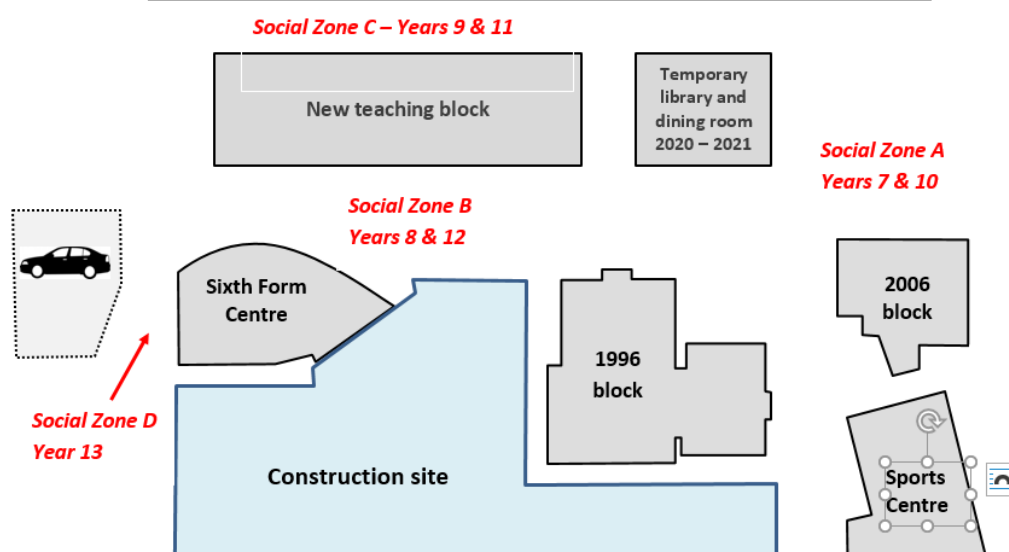 Social Zone C – Years 9 & 11
New teaching block
Temporary
library and
dining room
2020 – 2021
Social Zone A
Years 7 & 10
Social Zone B
Years 8 & 12
Sixth Form
Centre
2006
block
1996
block
Social Zone D
Year 13
Construction site
Sports
Centre